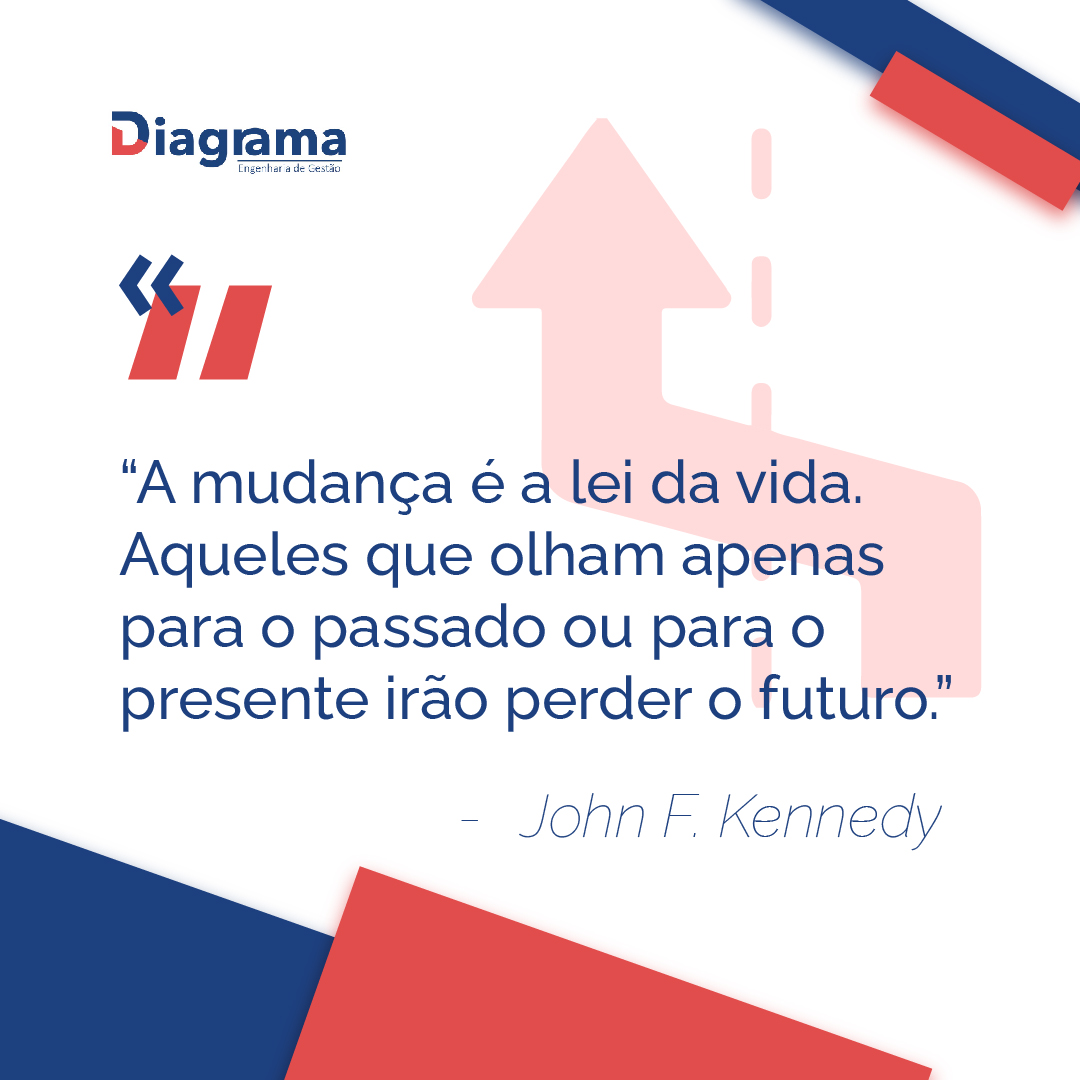 Diagrama
Engenharia de Gestão
“A mudança é a lei da vida.
Aqueles que olham apenas
para o passado ou para o
presente irão perder o futuro.”
- John F. Kennedy